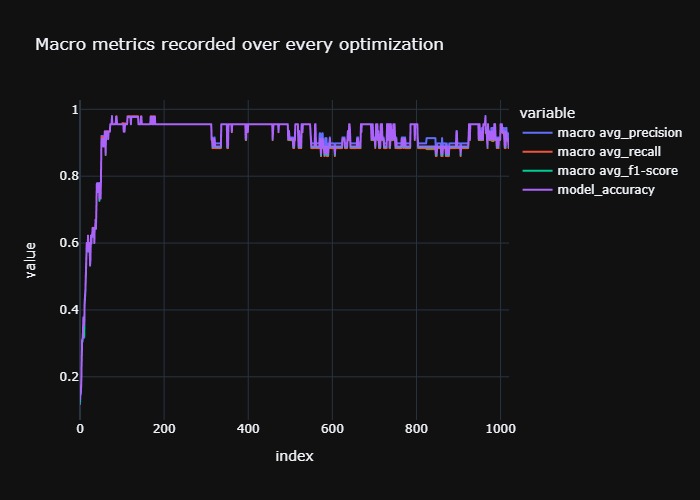 Macro metrics recorded over every optimization
variable
macro avg_precision
macro avg_recall
macro avg_f1-score
model_accuracy
1
0.8
0.6
0.4
0.2
value
0 200 400 600 800 1000
index